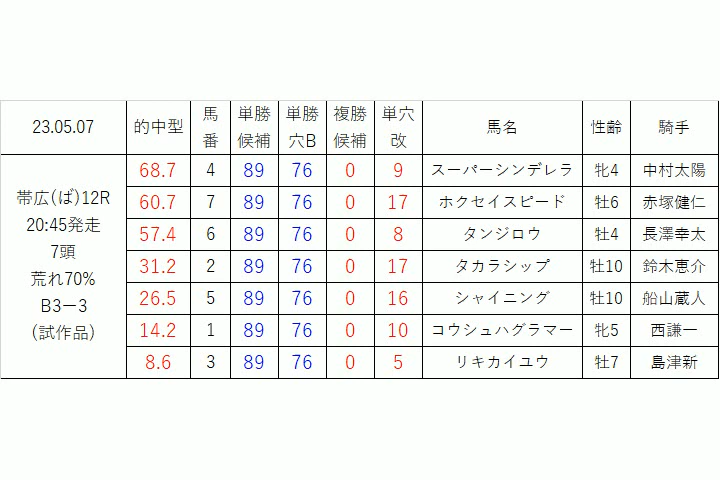 23.05.07 的中型 馬番 単勝候補 単勝穴B 複勝候補 単穴改 馬名 性齢 騎手
帯広(ば)12R
20:45発走
7頭
荒れ70%
B3ー3
(試作品)
68.7 4 89 76 0 9 スーパーシンデレラ 牝4 中村太陽
60.7 7 89 76 0 17 ホクセイスピード 牡6 赤塚健仁
57.4 6 89 76 0 8 タンジロウ 牡4 長澤幸太
31.2 2 89 76 0 17 タカラシップ 牡10 鈴木恵介
26.5 5 89 76 0 16 シャイニング 牡10 船山蔵人
14.2 1 89 76 0 10 コウシュハグラマー 牝5 西謙一
8.6 3 89 76 0 5 リキカイユウ 牡7 島津新